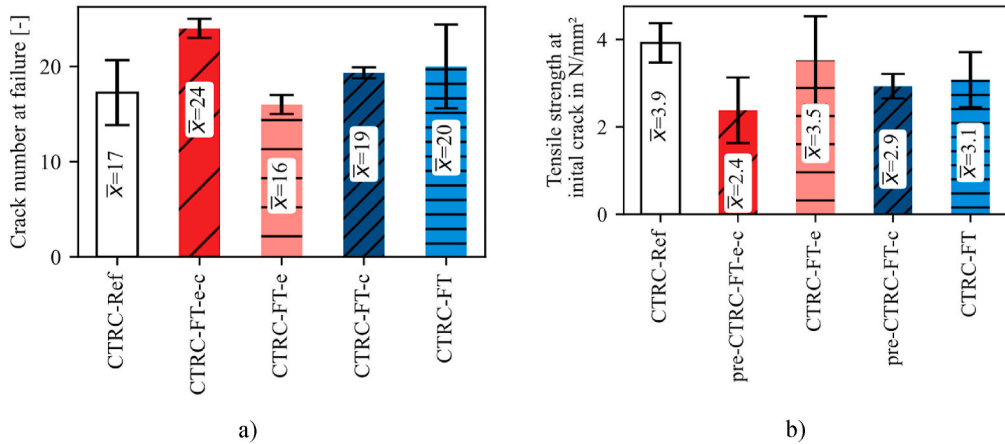 Crack number at failure [-]
20
10
0
x̅=17
x̅=24
x̅=16
x̅=19
x̅=20
CTRC-Ref
CTRC-FT-e-c
CTRC-FT-e
CTRC-FT-c
CTRC-FT
a)
Tensile strength at
inital crack in N/mm²
4
2
0
x̅=3.9
x̅=2.4
x̅=3.5
x̅=2.9
x̅=3.1
CTRC-Ref
pre-CTRC-FT-e-c
CTRC-FT-e
pre-CTRC-FT-c
CTRC-FT
b)